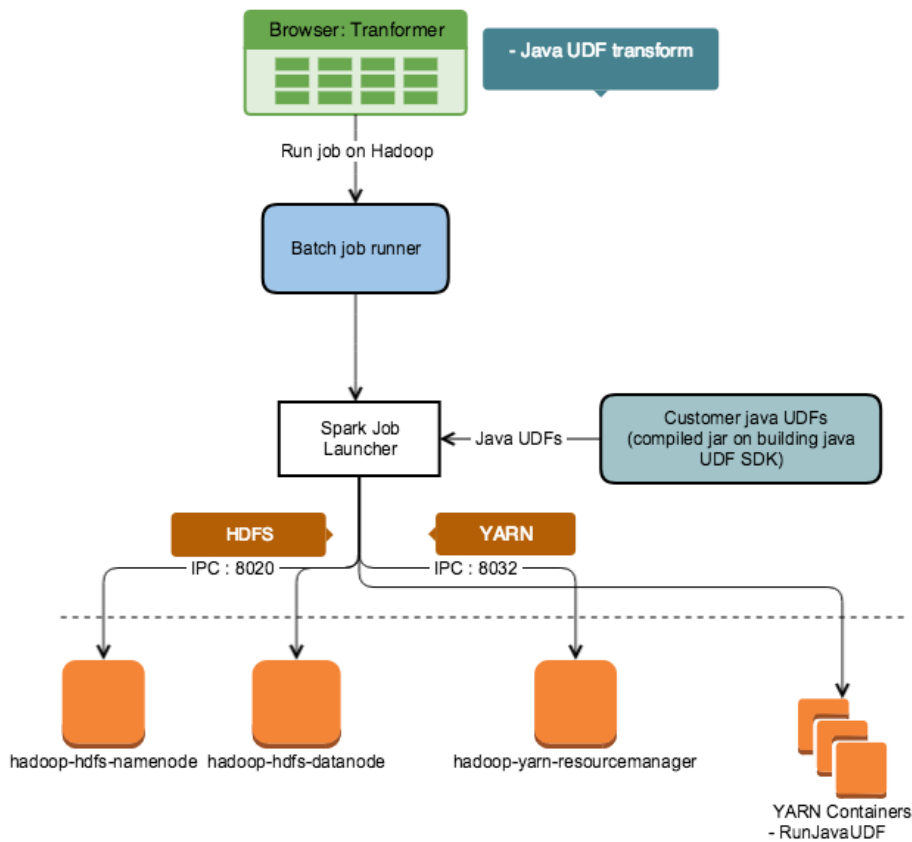 Browser: Tranformer
- Java UDF transform
Run job on Hadoop
Batch job runner
Spark Job
Launcher
Java UDFs
Customer java UDFs
(compiled jar on building java
UDF SDK)
HDFS
YARN
IPC : 8020
IPC : 8032
hadoop-hdfs-namenode
hadoop-hdfs-datanode
hadoop-yarn-resourcemanager
YARN Containers
- RunJavaUDF